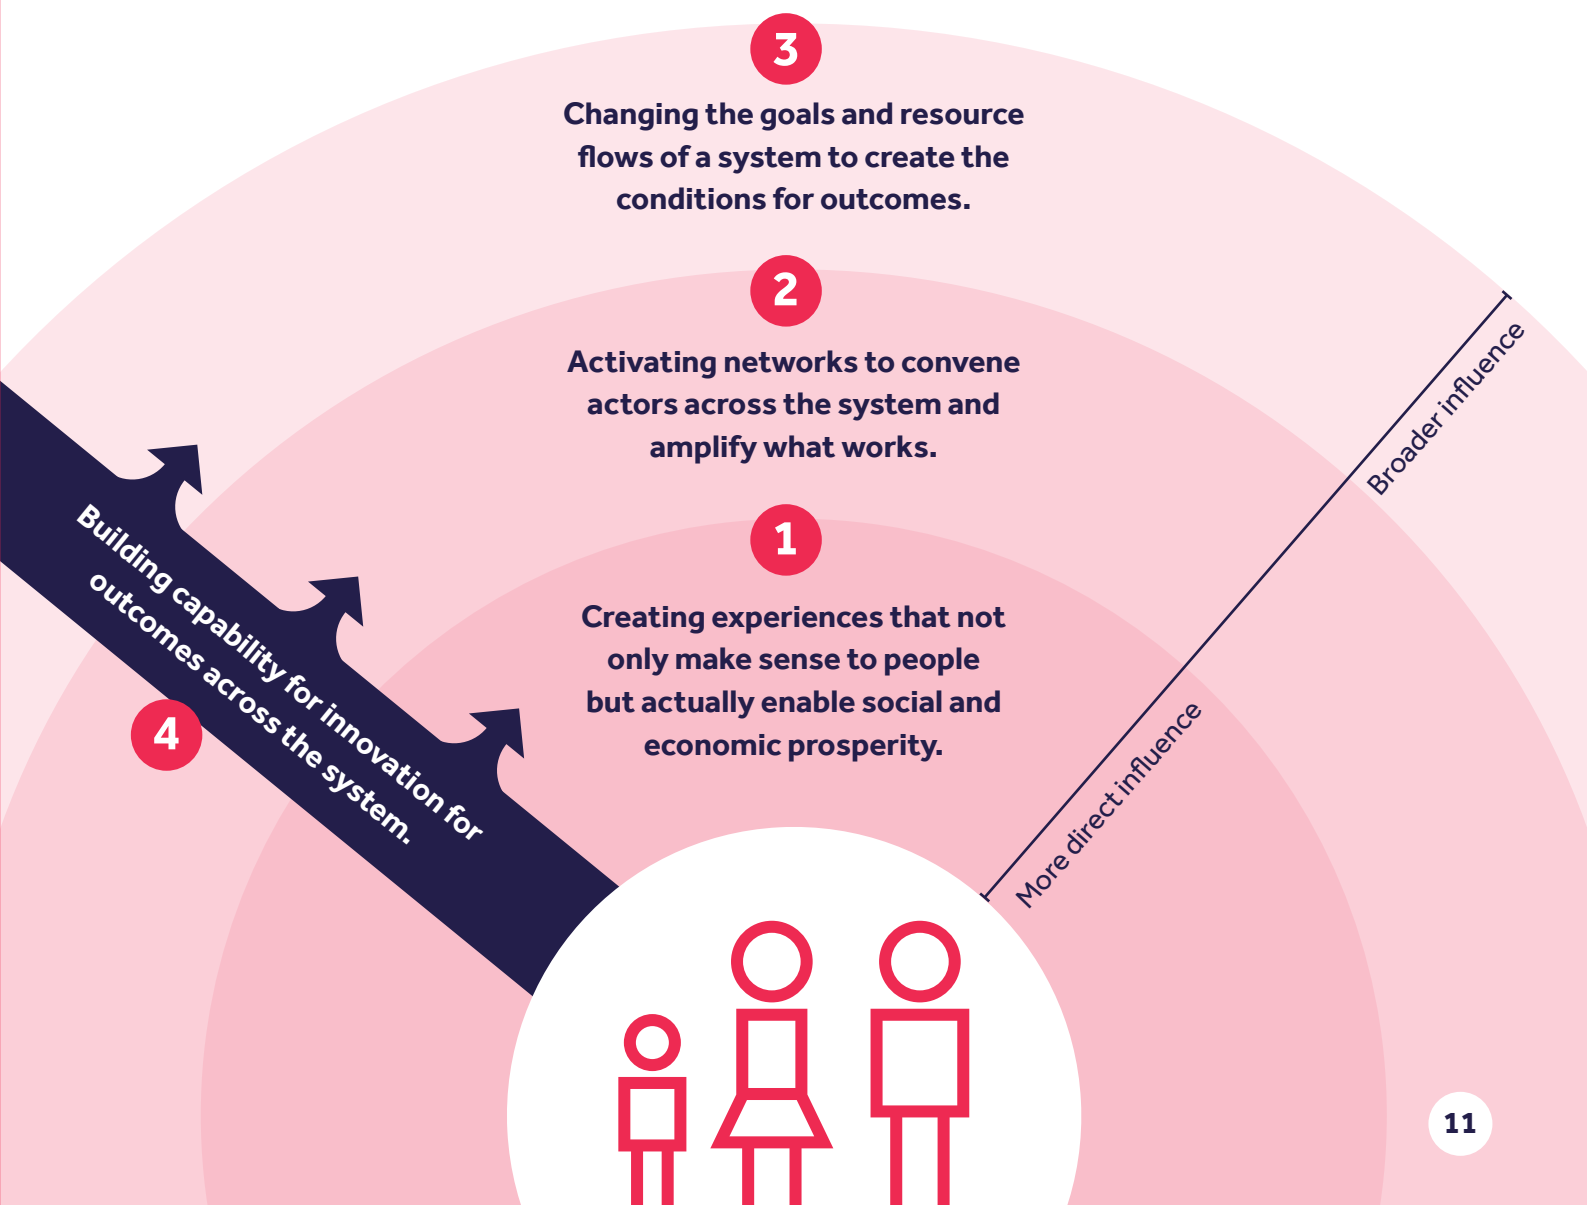 3
Changing the goals and resource
flows of a system to create the
conditions for outcomes.
2
Activating networks to convene
actors across the system and
amplify what works.
1
Creating experiences that not
only make sense to people
but actually enable social and
economic prosperity.
4
Building capability for innovation for
outcomes across the system.
Broader influence
More direct influence
11